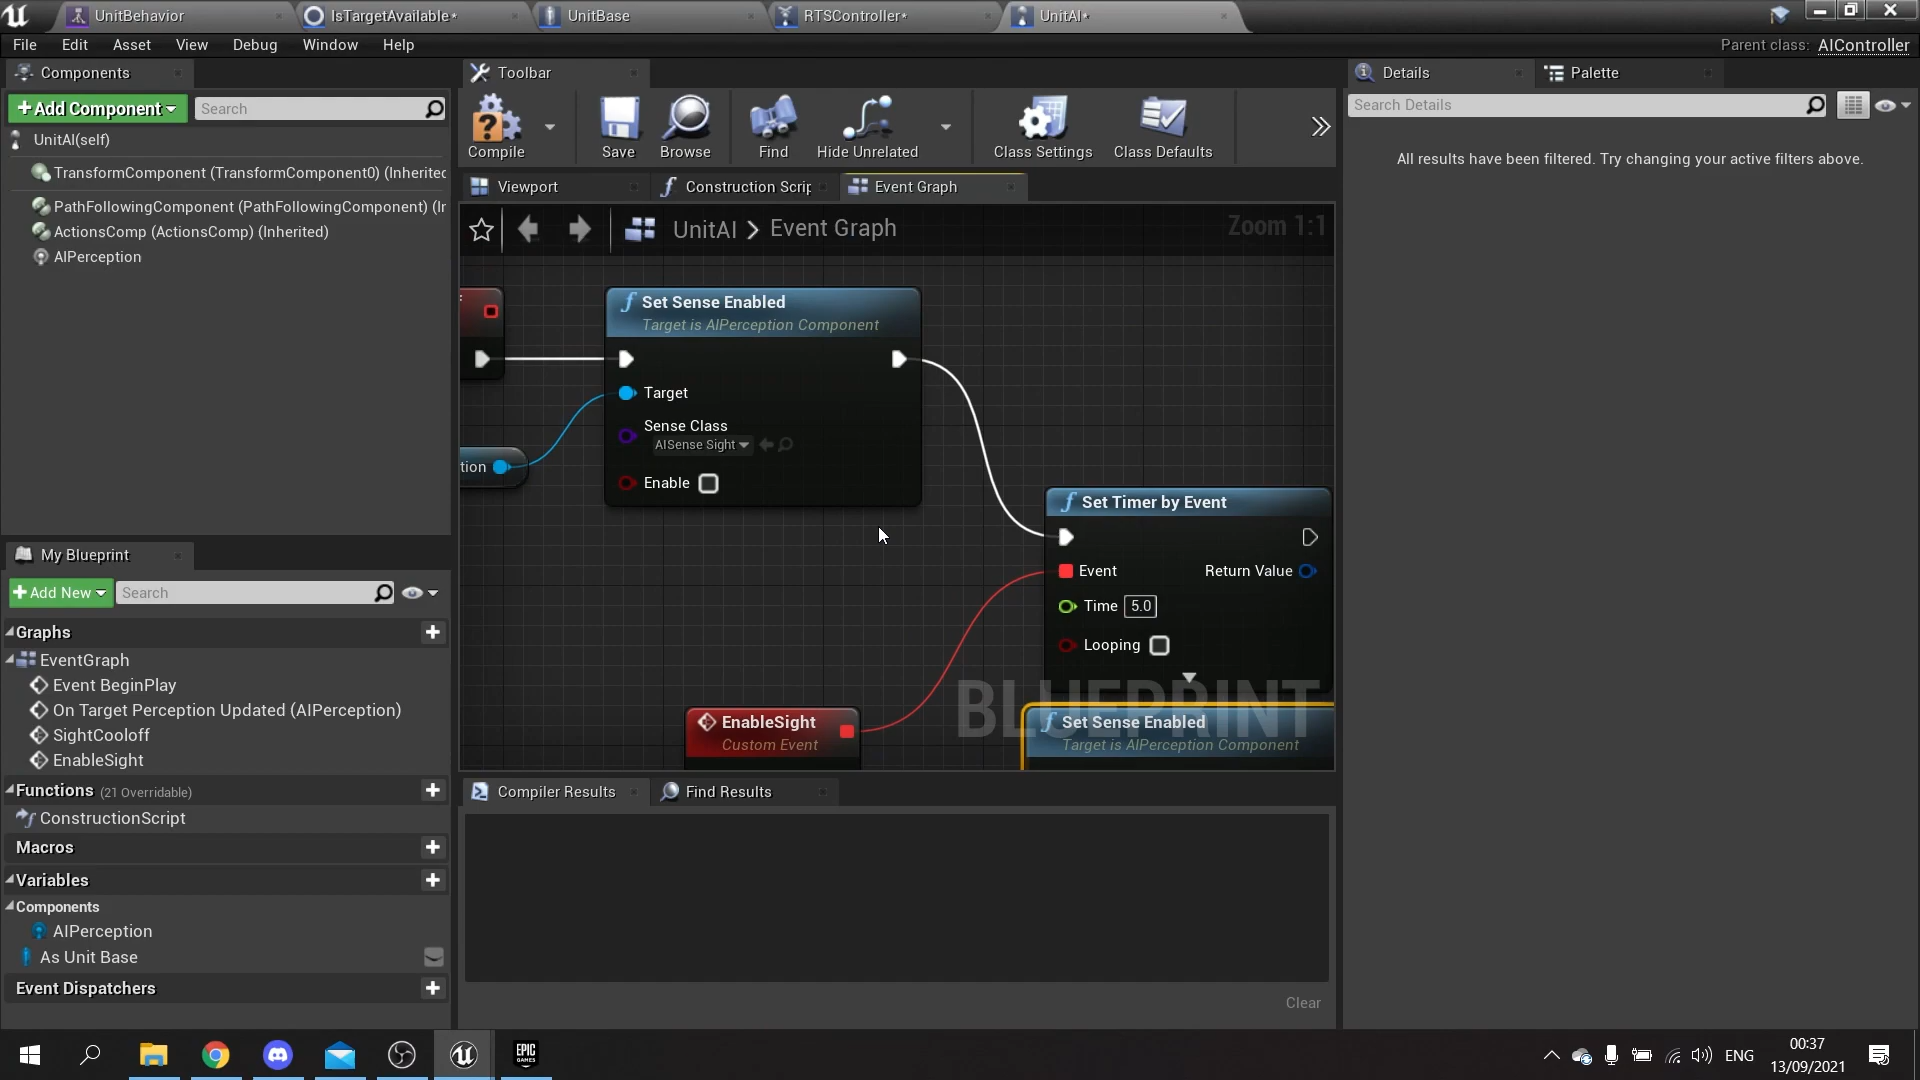 UnitBehavior
IsTargetAvailable*
UnitBase
RTSController*
UnitAI*
File
Edit
Asset
View
Debug
Window
Help
Parent class: AIController
Components
Toolbar
Details
Palette
+Add Component
Search
Search Details
UnitAI(self)
TransformComponent (TransformComponent0) (Inherited
PathFollowingComponent (PathFollowingComponent) (Ir
ActionsComp (ActionsComp) (Inherited)
AIPerception
Compile
Save
Browse
Find
Hide Unrelated
Class Settings
Class Defaults
All results have been filtered. Try changing your active filters above.
Viewport
Construction Scrip
Event Graph
UnitAI
Event Graph
Zoom 1:1
Set Sense Enabled
Target is AIPerception Component
Target
Sense Class
AISense Sight
Enable
tion
Set Timer by Event
Event
Return Value
Time
5.0
Looping
BLUEPRINT
EnableSight
Custom Event
Set Sense Enabled
Target is AIPerception Component
My Blueprint
+Add New
Search
Graphs
EventGraph
Event BeginPlay
On Target Perception Updated (AIPerception)
SightCooloff
EnableSight
Functions (21 Overridable)
ConstructionScript
Macros
Variables
Components
AIPerception
As Unit Base
Event Dispatchers
Compiler Results
Find Results
Clear
EPIC
GAMES
ENG
00:37
13/09/2021